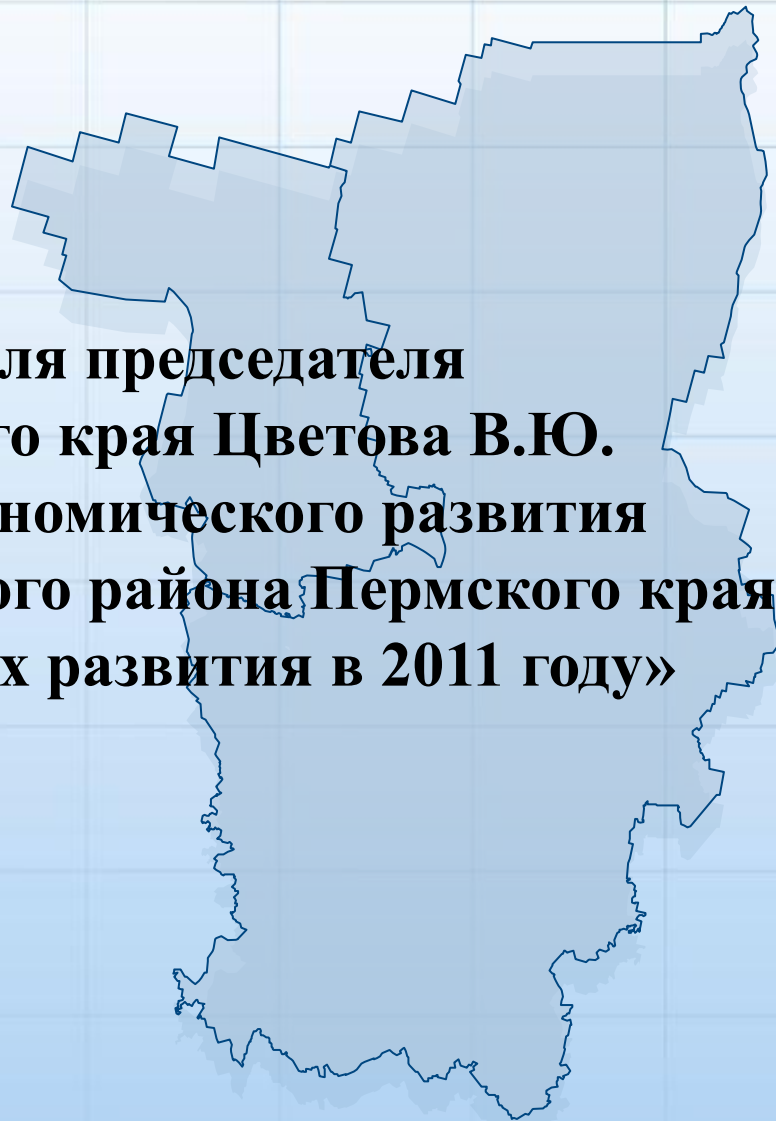 ля председателя
го края Цветова В.Ю.
номического развития
ого района Пермского края
х развития в 2011 году»